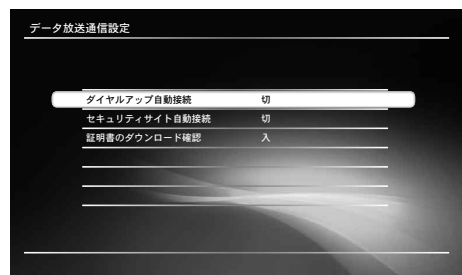 データ放送通信設定
ダイヤルアップ自動接続 切
セキュリティサイト自動接続 切
証明書のダウンロード確認 入